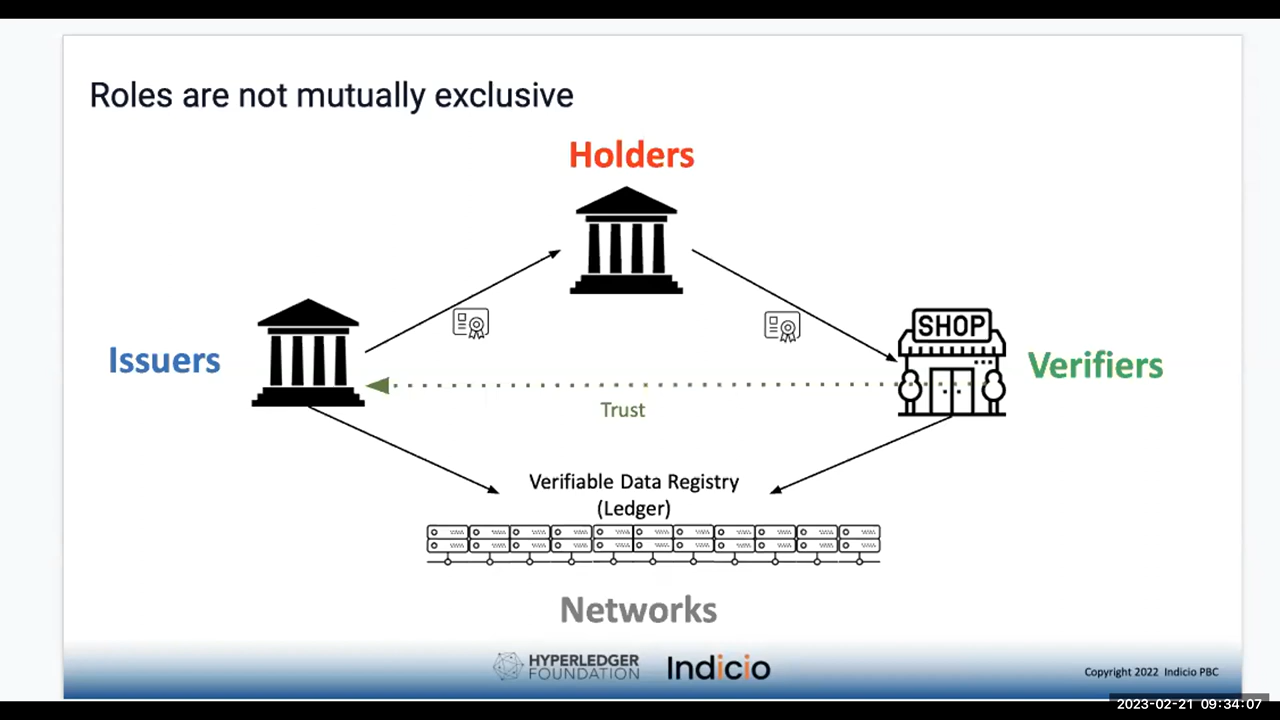 Roles are not mutually exclusive
Holders
SHOP
Issuers
Verifiers
Trust
Verifiable Data Registry
(Ledger)
Networks
HYPERLEDGER
FOUNDATION
Indicio
Copyright 2022 Indicio PBC
2023-02-21 09:34:07